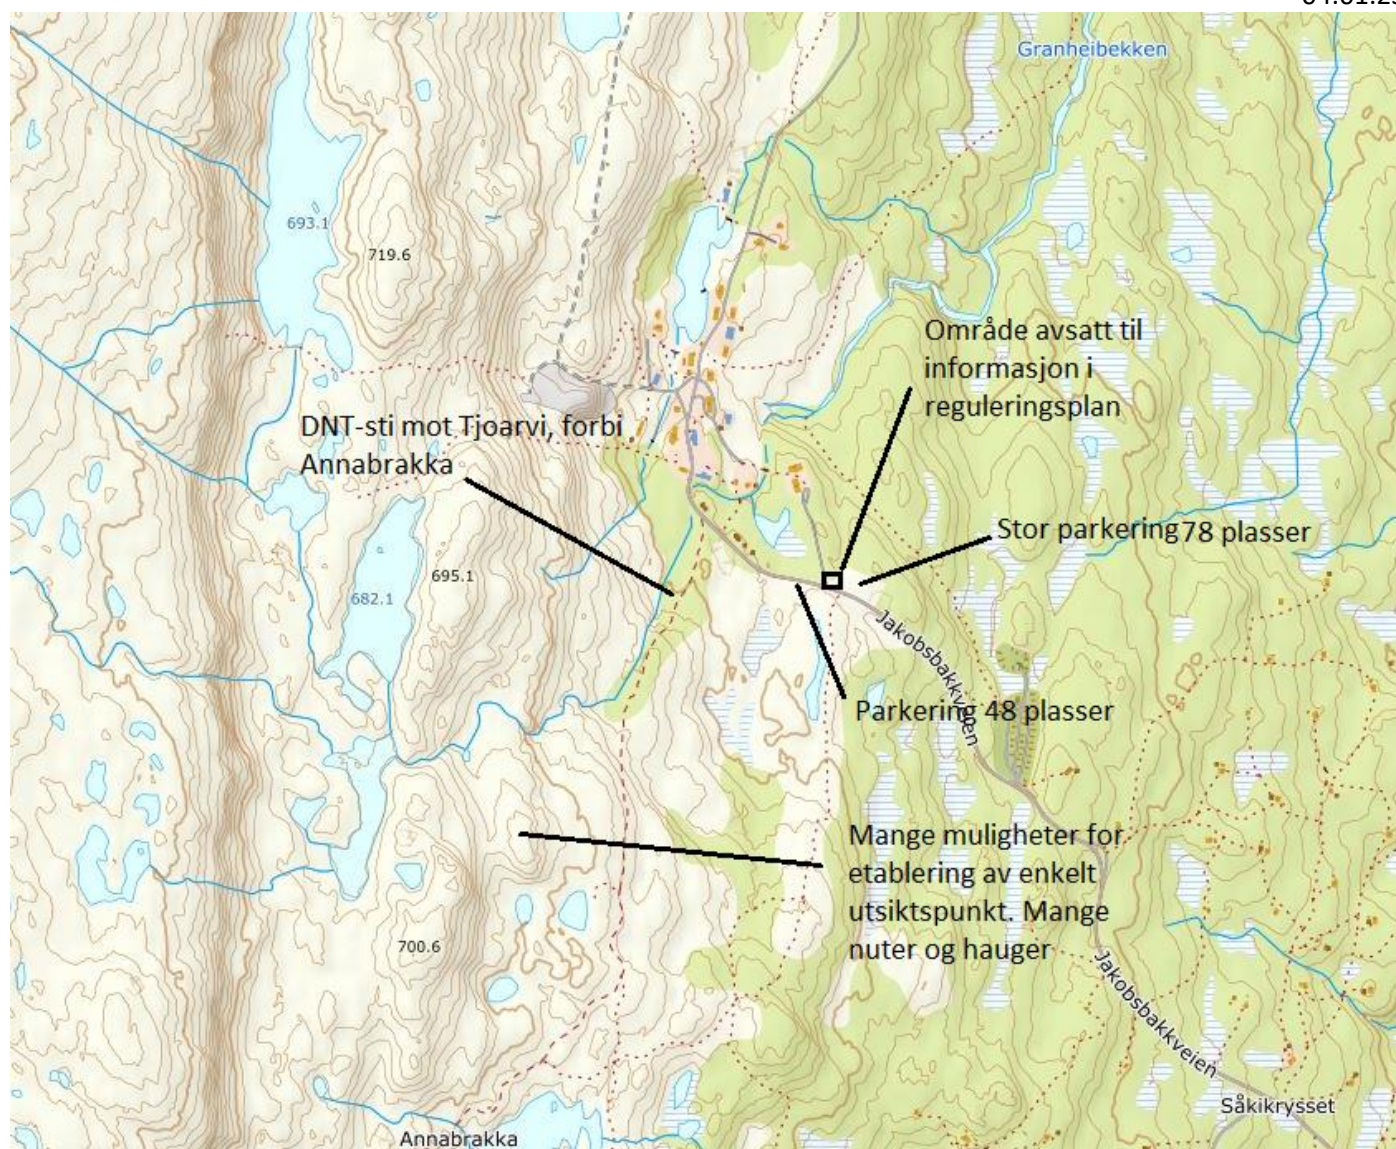 Granheibekken
693.1
719.6
Område avsatt til
informasjon i
reguleringsplan
DNT-sti mot Tjoarvi, forbi
Annabrakka
Stor parkering 78 plasser
695.1
682.1
Jakobsbakkveien
Parkering 48 plasser
Mange muligheter for
etablering av enkelt
utsiktspunkt. Mange
nuter og hauger
700.6
Jakobsbakkveien
Såkikrysset
Annabrakka